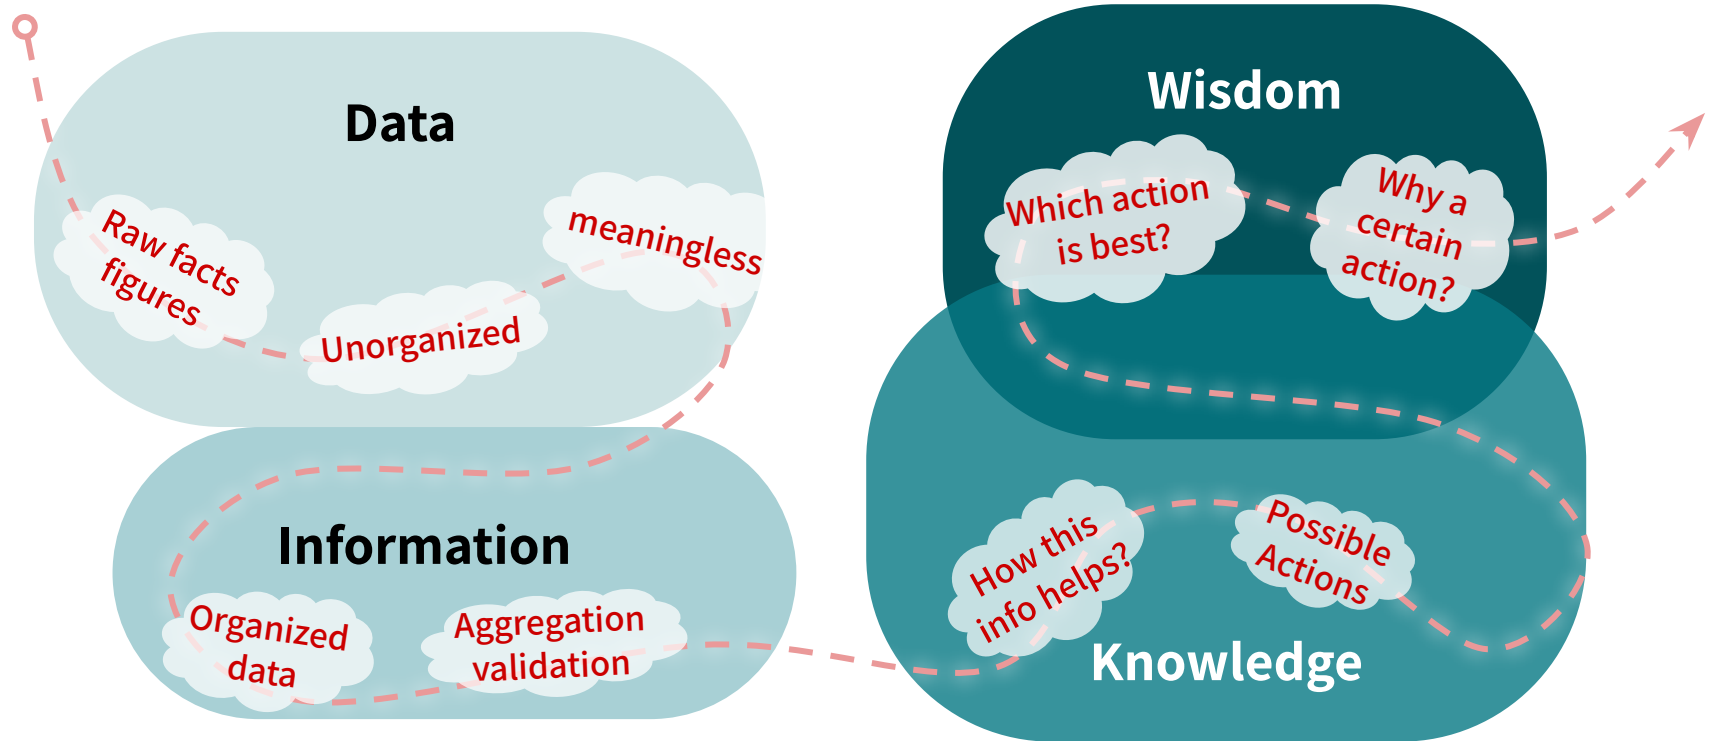 Data
Raw facts
figures
Unorganized
meaningless
Information
Organized
data
Aggregation
validation
Wisdom
Which action
is best?
Why a
certain
action?
How this
info helps?
Possible
Actions
Knowledge